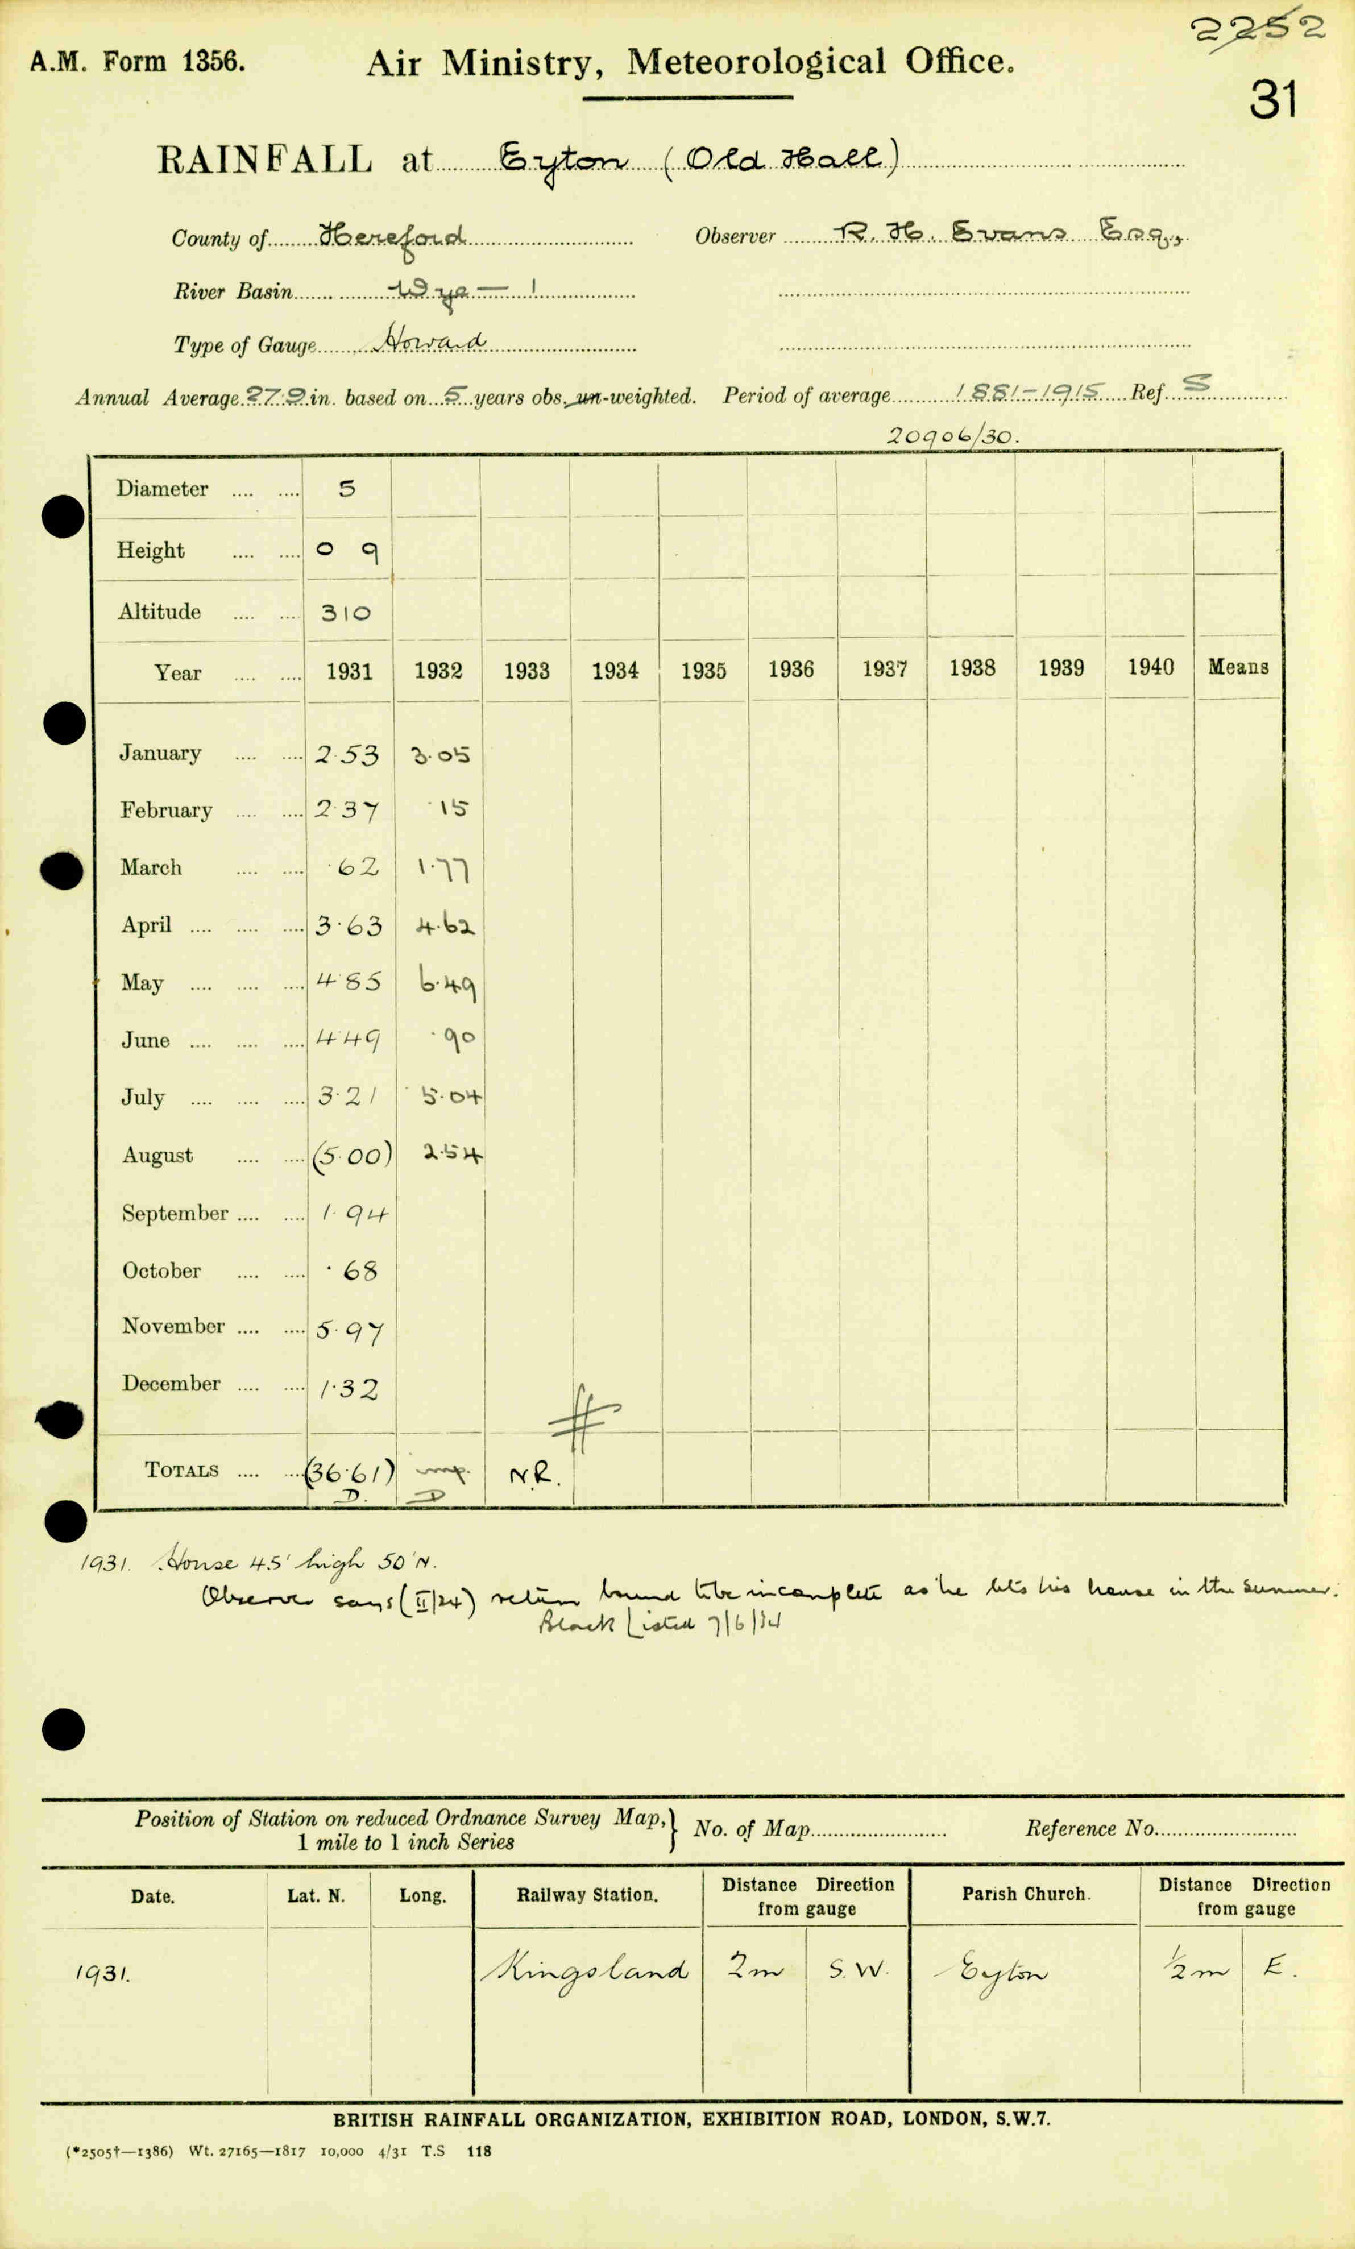 2252
A.M. Form 1356. Air Ministry, Meteorological Office.
31
RAINFALL at Eyton (Old Hall)
County of Hereford Observer R. H. Evans Esq.,
River Basin Wye — 1
Type of Gauge Howard
Annual Average 27.9 in. based on 5 years obs. un-weighted. Period of average 1881-1915 Ref. S
20906/30.
Diameter .... .... 5
Height .... .... 0 9
Altitude .... .... 310
Year .... .... 1931 1932 1933 1934 1935 1936 1937 1938 1939 1940 Means
January .... .... 2.53 3.05
February .... .... 2.37 .15
March .... .... .62 1.77
April .... .... .... 3.63 4.62
May .... .... .... 4.85 6.49
June .... .... .... 4.49 .90
July .... .... .... 3.21 5.04
August .... .... (5.00) 2.54
September .... .... 1.94
October .... .... .68
November .... .... 5.97
December .... .... 1.32
TOTALS .... .... (36.61) imp. N.R.
D. D
1931. House 45' high 50' N.
Observer says (II/34) return bound to be incomplete as he lets his house in the summer.
Black Listed 7/6/34
Position of Station on reduced Ordnance Survey Map, } No. of Map Reference No.
1 mile to 1 inch Series
Date. Lat. N. Long. Railway Station. Distance Direction from gauge Parish Church. Distance Direction from gauge
1931. Kingsland 2m S.W. Eyton ½m E.
BRITISH RAINFALL ORGANIZATION, EXHIBITION ROAD, LONDON, S.W.7.
(*2505†—1386) Wt. 27165—1817 10,000 4/31 T.S 118